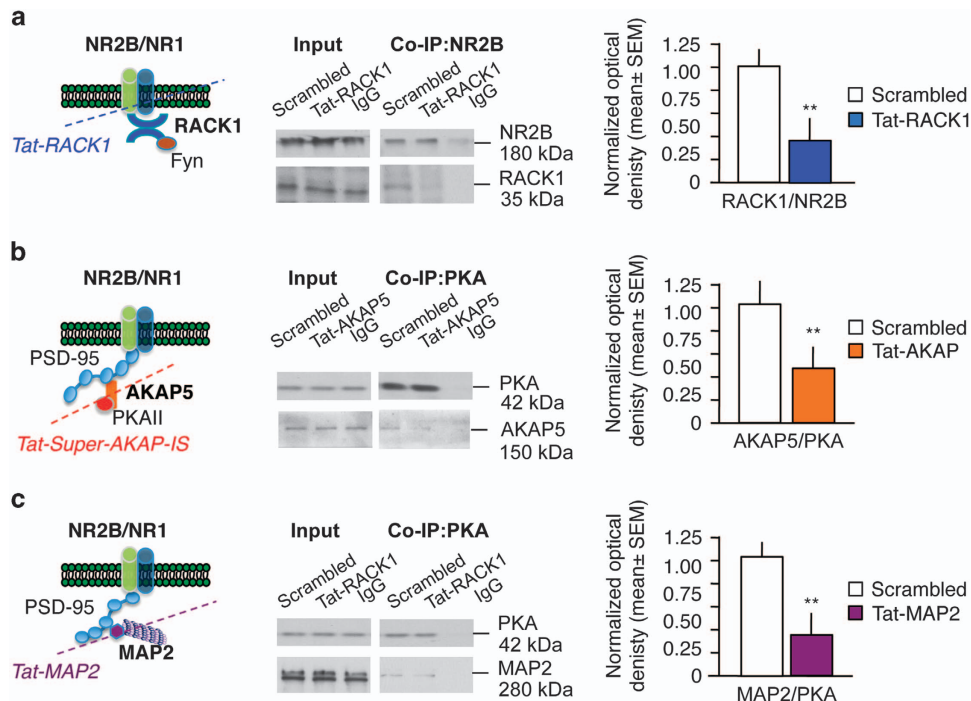 a
NR2B/NR1
Tat-RACK1
RACK1
Fyn
Input
Co-IP:NR2B
Scrambled
Tat-RACK1
IgG
Scrambled
Tat-RACK1
IgG
NR2B
180 kDa
RACK1
35 kDa
Normalized optical
denisty (mean± SEM)
1.25
1.00
0.75
0.50
0.25
0
**
RACK1/NR2B
Scrambled
Tat-RACK1
b
NR2B/NR1
PSD-95
AKAP5
PKAII
Tat-Super-AKAP-IS
Input
Co-IP:PKA
Scrambled
Tat-AKAP5
IgG
Scrambled
Tat-AKAP5
IgG
PKA
42 kDa
AKAP5
150 kDa
Normalized optical
denisty (mean± SEM)
1.25
1.00
0.75
0.50
0.25
0
**
AKAP5/PKA
Scrambled
Tat-AKAP
c
NR2B/NR1
PSD-95
MAP2
Tat-MAP2
Input
Co-IP:PKA
Scrambled
Tat-RACK1
IgG
Scrambled
Tat-RACK1
IgG
PKA
42 kDa
MAP2
280 kDa
Normalized optical
denisty (mean± SEM)
1.25
1.00
0.75
0.50
0.25
0
**
MAP2/PKA
Scrambled
Tat-MAP2